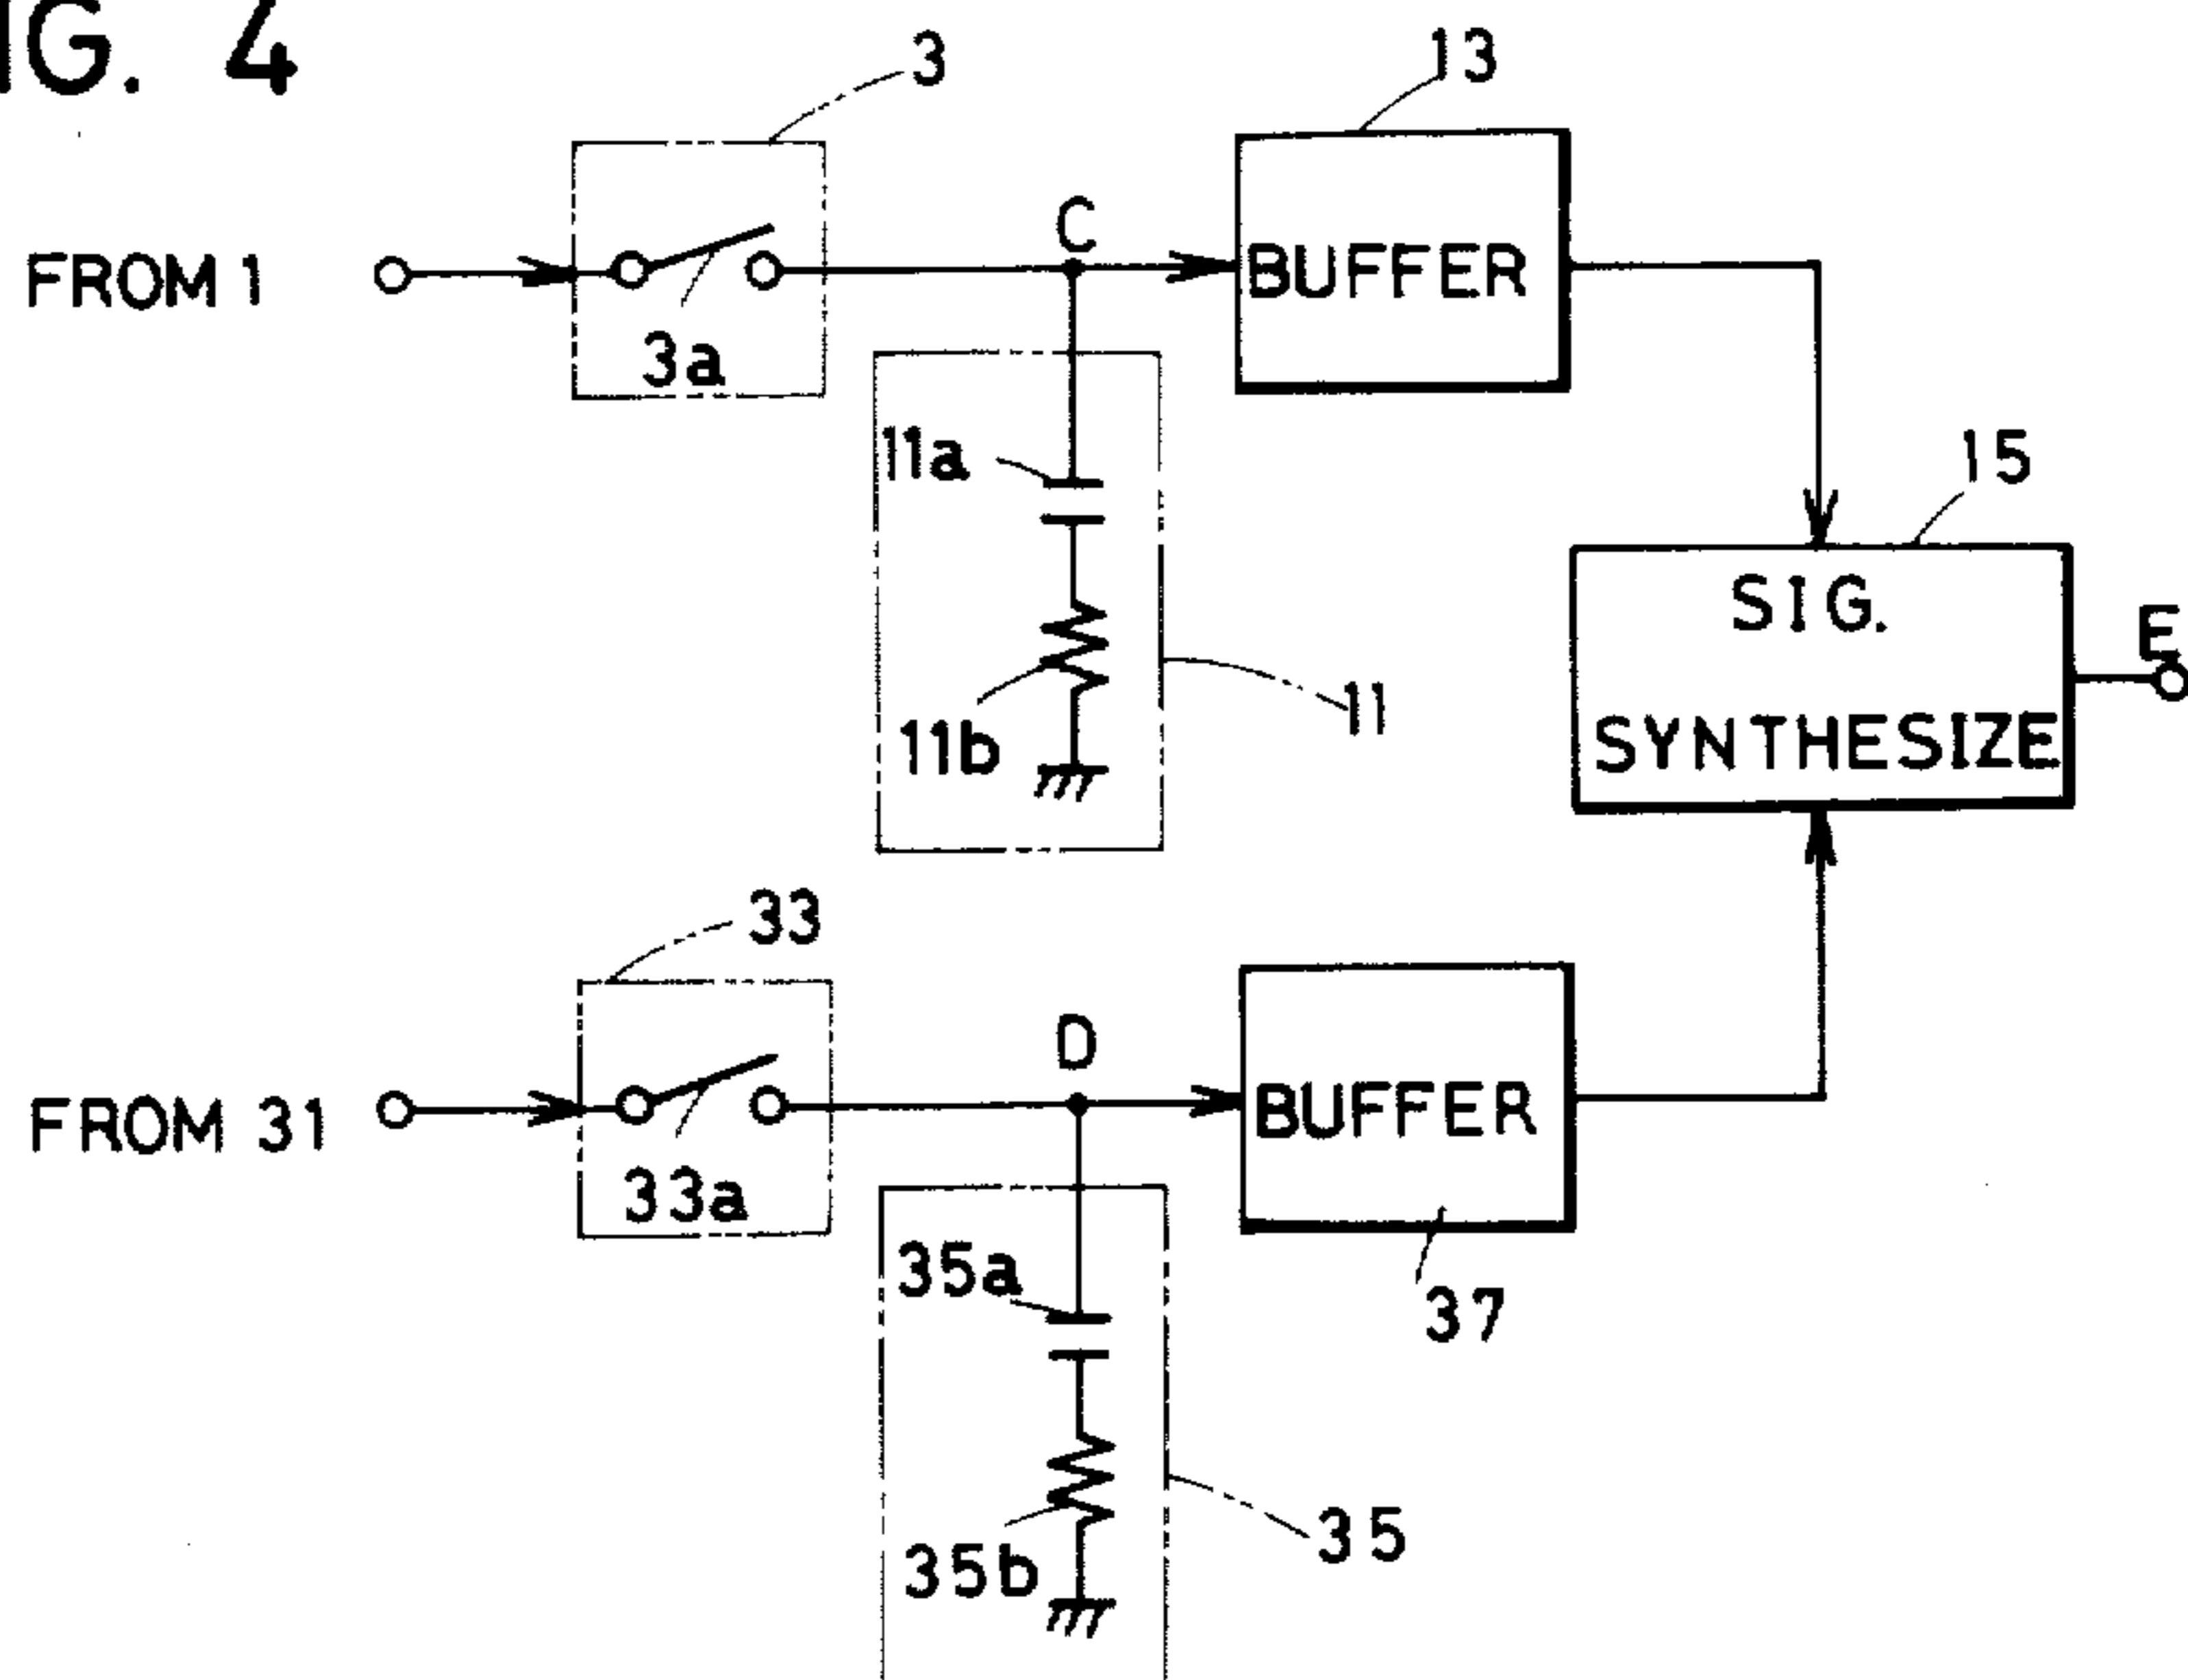 IG. 4
3
13
C
FROM 1
BUFFER
3a
11a
15
SIG.
E
11b
11
SYNTHESIZE
33
D
FROM 31
BUFFER
33a
35a
37
35
35b